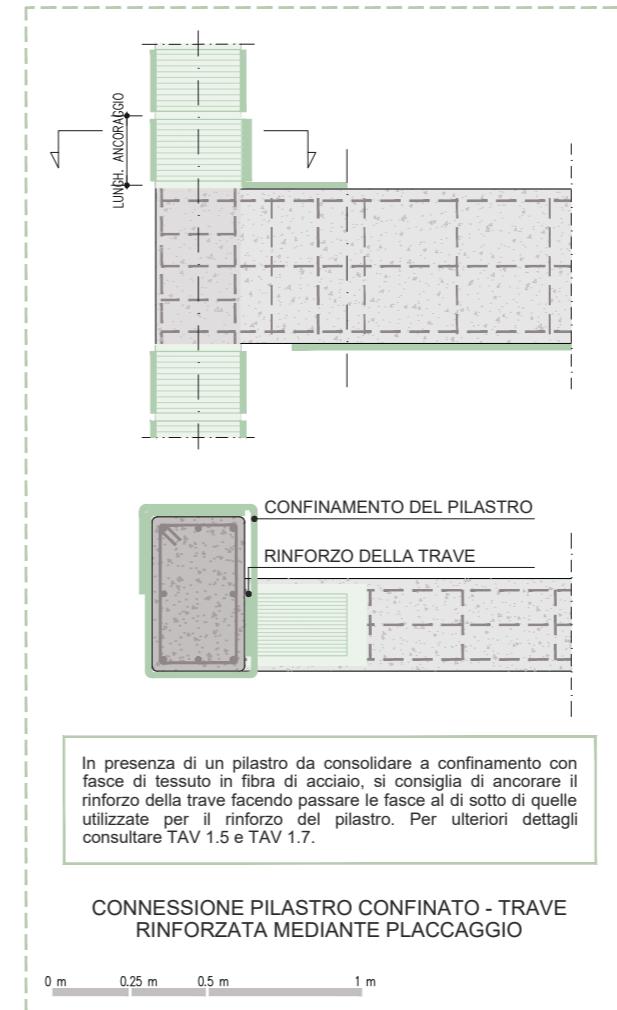 LUNGH. ANCORAGGIO
CONFINAMENTO DEL PILASTRO
RINFORZO DELLA TRAVE
In presenza di un pilastro da consolidare a confinamento con
fasce di tessuto in fibra di acciaio, si consiglia di ancorare il
rinforzo della trave facendo passare le fasce al di sotto di quelle
utilizzate per il rinforzo del pilastro. Per ulteriori dettagli
consultare TAV 1.5 e TAV 1.7.
CONNESSIONE PILASTRO CONFINATO - TRAVE
RINFORZATA MEDIANTE PLACCAGGIO
0 m 0.25 m 0.5 m 1 m